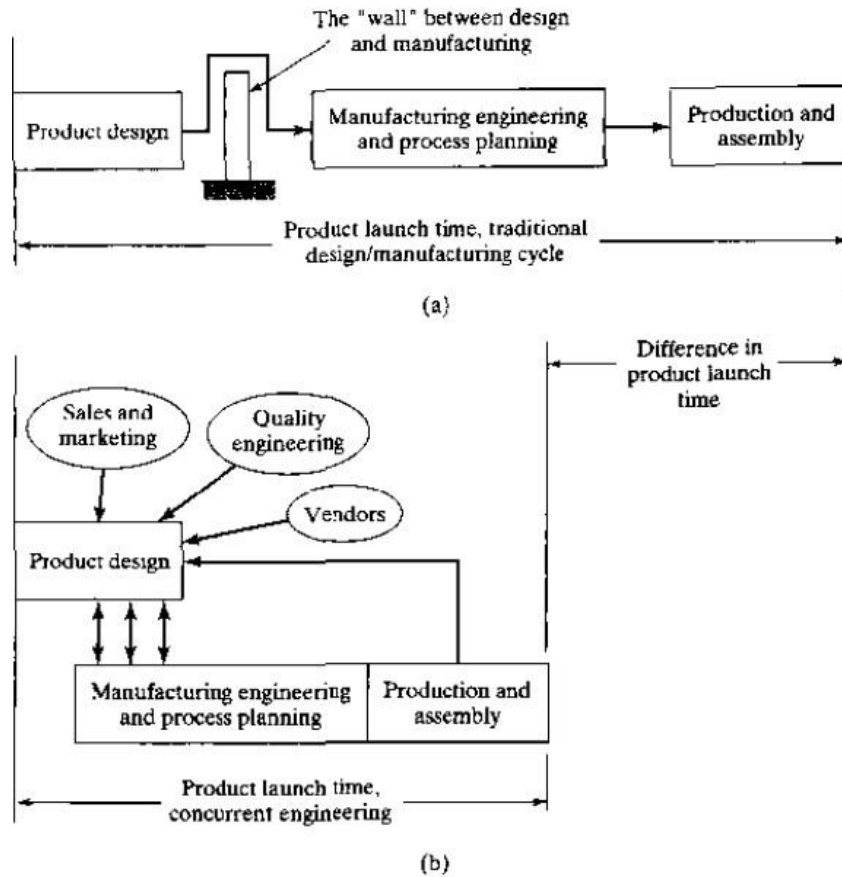 The "wall" between design
and manufacturing
Product design
Manufacturing engineering
and process planning
Production and
assembly
Product launch time, traditional
design/manufacturing cycle
(a)
Difference in
product launch
time
Sales and
marketing
Quality
engineering
Vendors
Product design
Manufacturing engineering
and process planning
Production and
assembly
Product launch time,
concurrent engineering
(b)